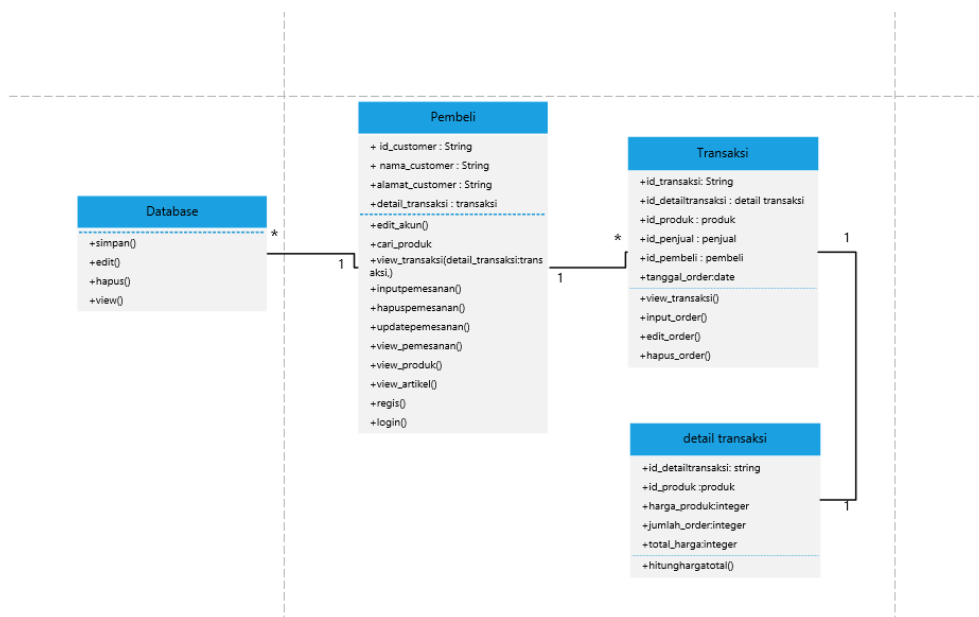 Database
+simpan()
+edit()
+hapus()
+view()
*
1
Pembeli
+ id_customer : String
+ nama_customer : String
+alamat_customer : String
+detail_transaksi : transaksi
+edit_akun()
+cari_produk
+view_transaksi(detail_transaksi:trans
aksi,)
+inputpemesanan()
+hapuspemesanan()
+updatepemesanan()
+view_pemesanan()
+view_produk()
+view_artikel()
+regis()
+login()
1
*
Transaksi
+id_transaksi: String
+id_detailtransaksi : detail transaksi
+id_produk : produk
+id_penjual : penjual
+id_pembeli : pembeli
+tanggal_order:date
+view_transaksi()
+input_order()
+edit_order()
+hapus_order()
1
1
detail transaksi
+id_detailtransaksi: string
+id_produk :produk
+harga_produk:integer
+jumlah_order:integer
+total_harga:integer
+hitunghargatotal()